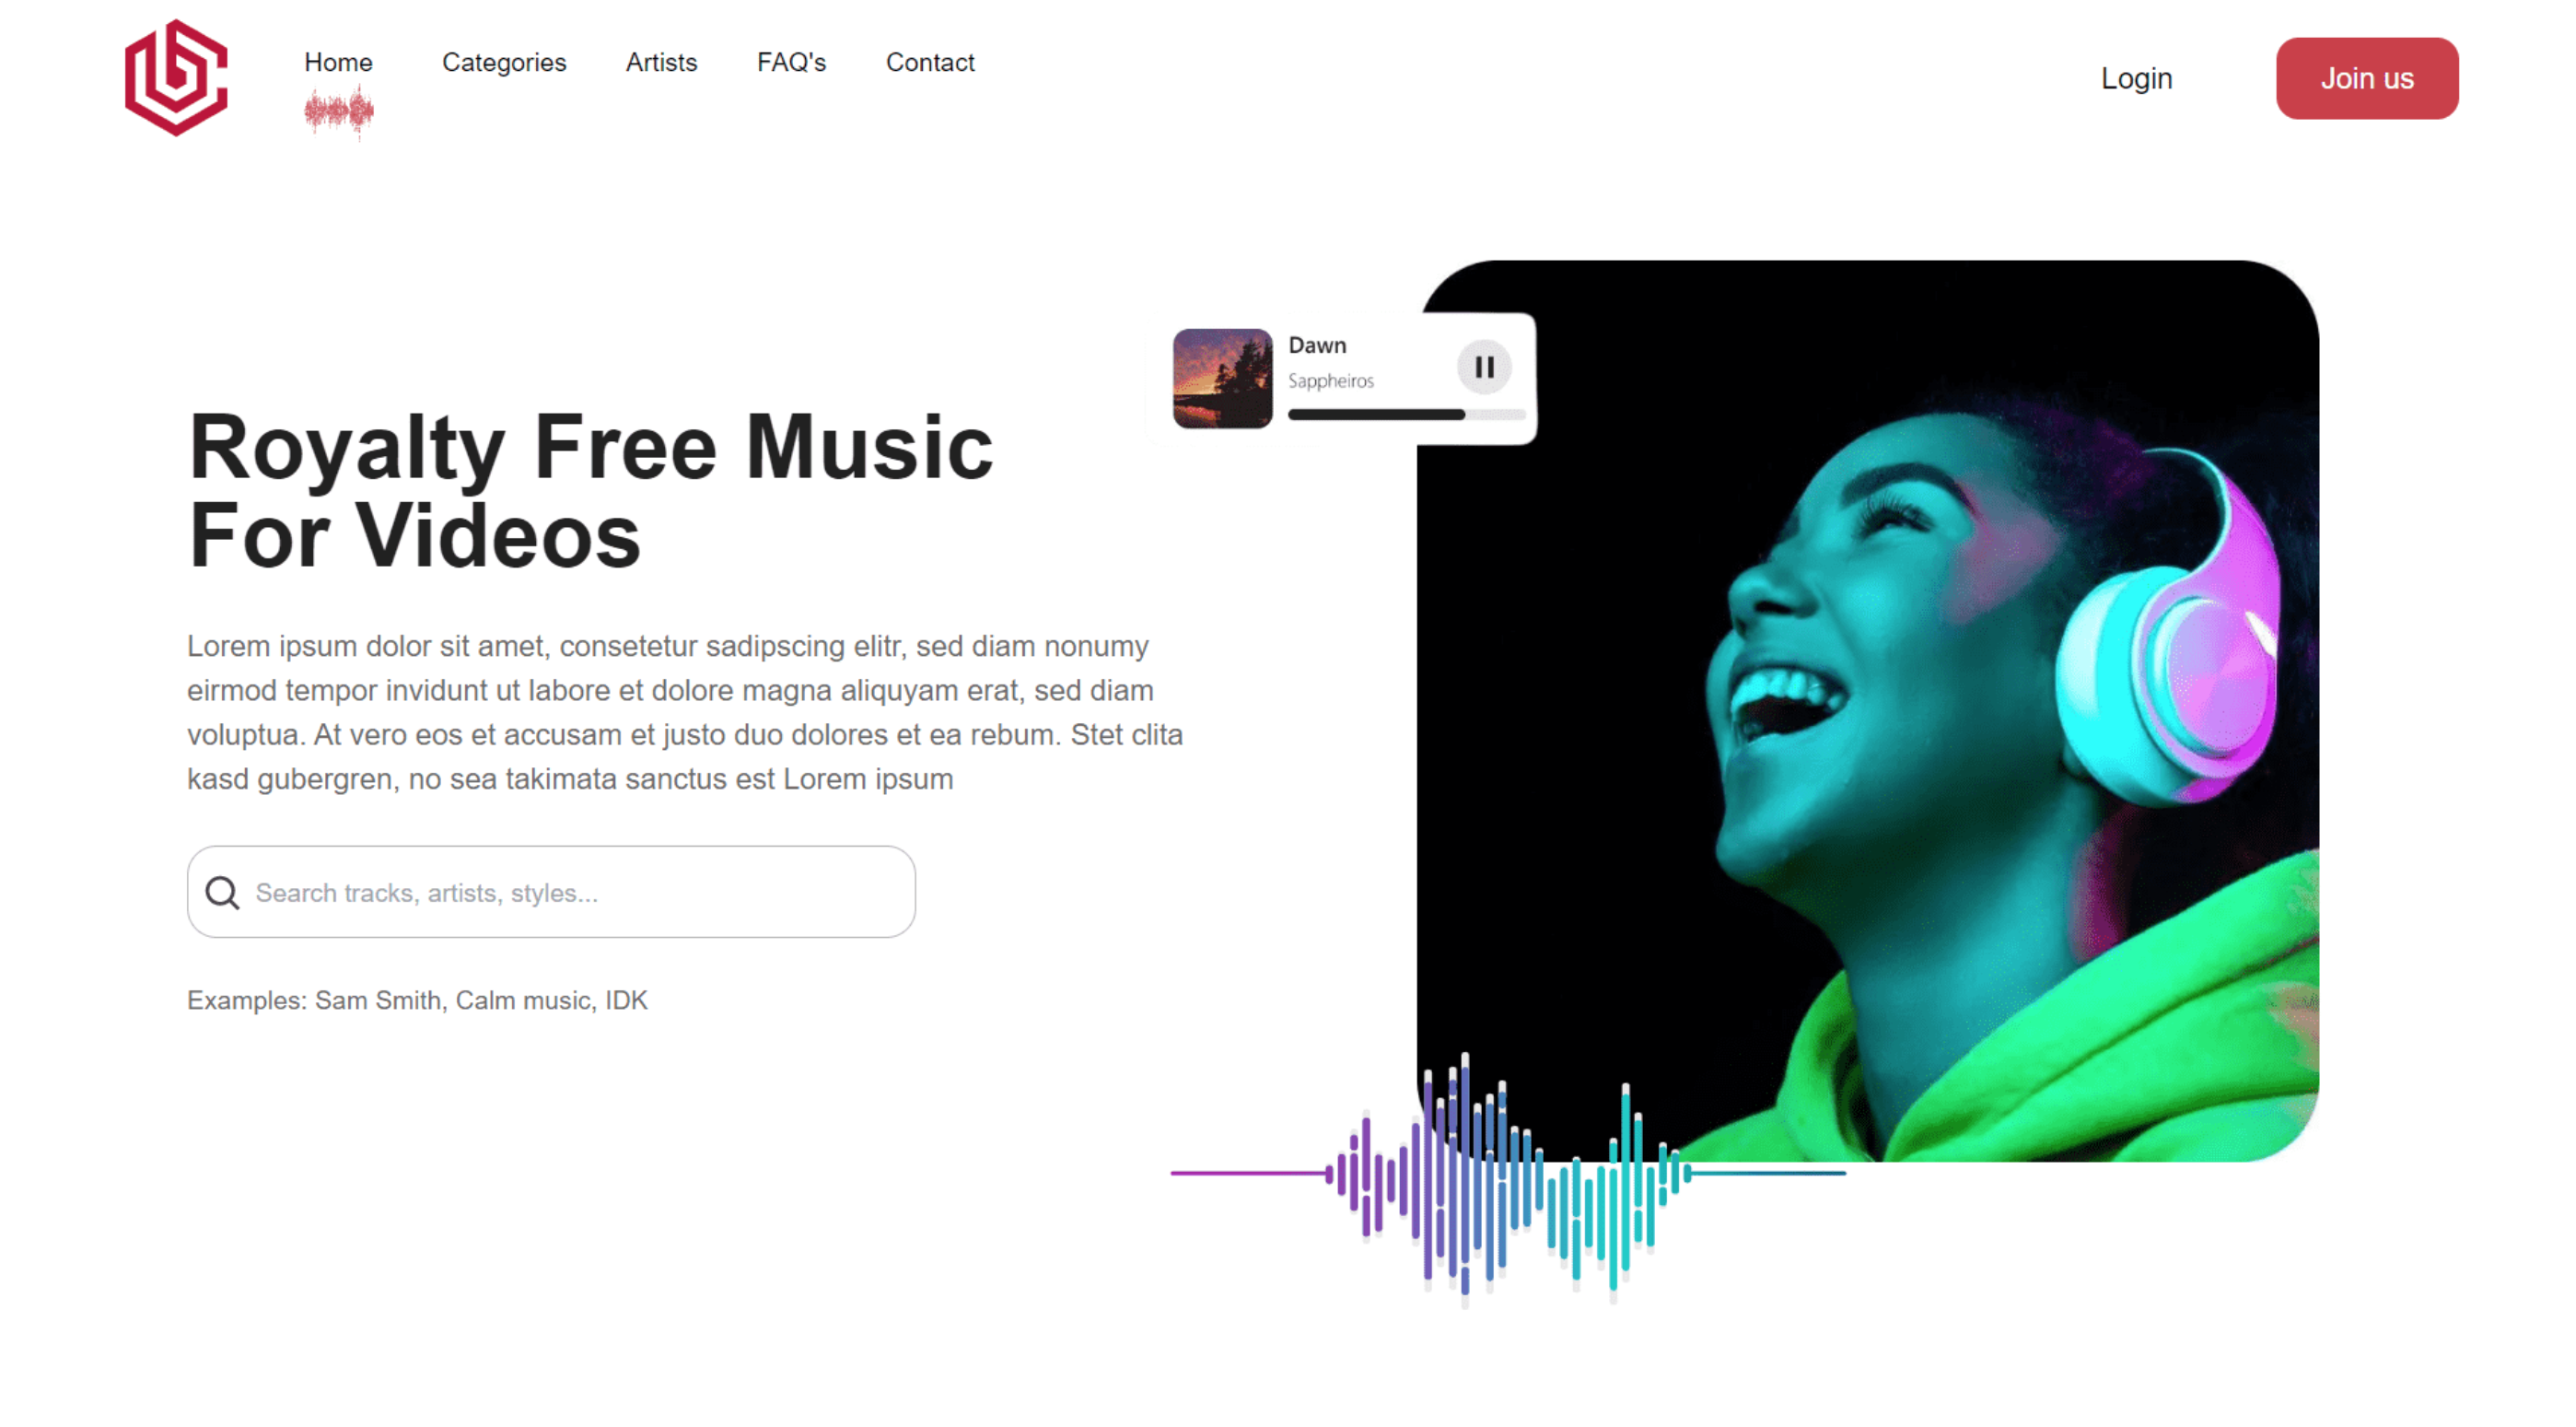 Home
Categories
Artists
FAQ's
Contact
Login
Join us
Dawn
Sappheiros
Royalty Free Music
For Videos
Lorem ipsum dolor sit amet, consetetur sadipscing elitr, sed diam nonumy
eirmod tempor invidunt ut labore et dolore magna aliquyam erat, sed diam
voluptua. At vero eos et accusam et justo duo dolores et ea rebum. Stet clita
kasd gubergren, no sea takimata sanctus est Lorem ipsum
Search tracks, artists, styles...
Examples: Sam Smith, Calm music, IDK